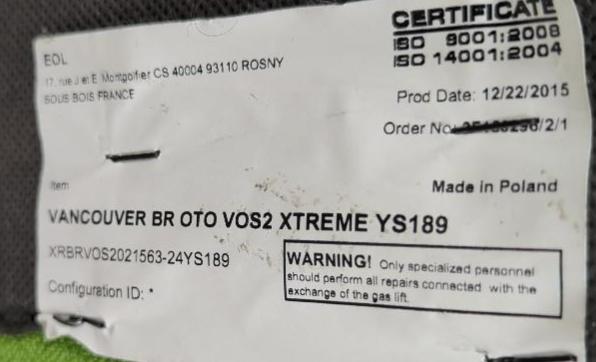 CERTIFICATE
ISO 9001:2008
ISO 14001:2004
EOL
17, rue J et E Montgolfier CS 40004 93110 ROSNY
SOUS BOIS FRANCE
Prod Date: 12/22/2015
Order No /2/1
Item
Made in Poland
VANCOUVER BR OTO VOS2 XTREME YS189
XRBRVOS2021563-24YS189
Configuration ID: *
WARNING! Only specialized personnel
should perform all repairs connected with the
exchange of the gas lift.